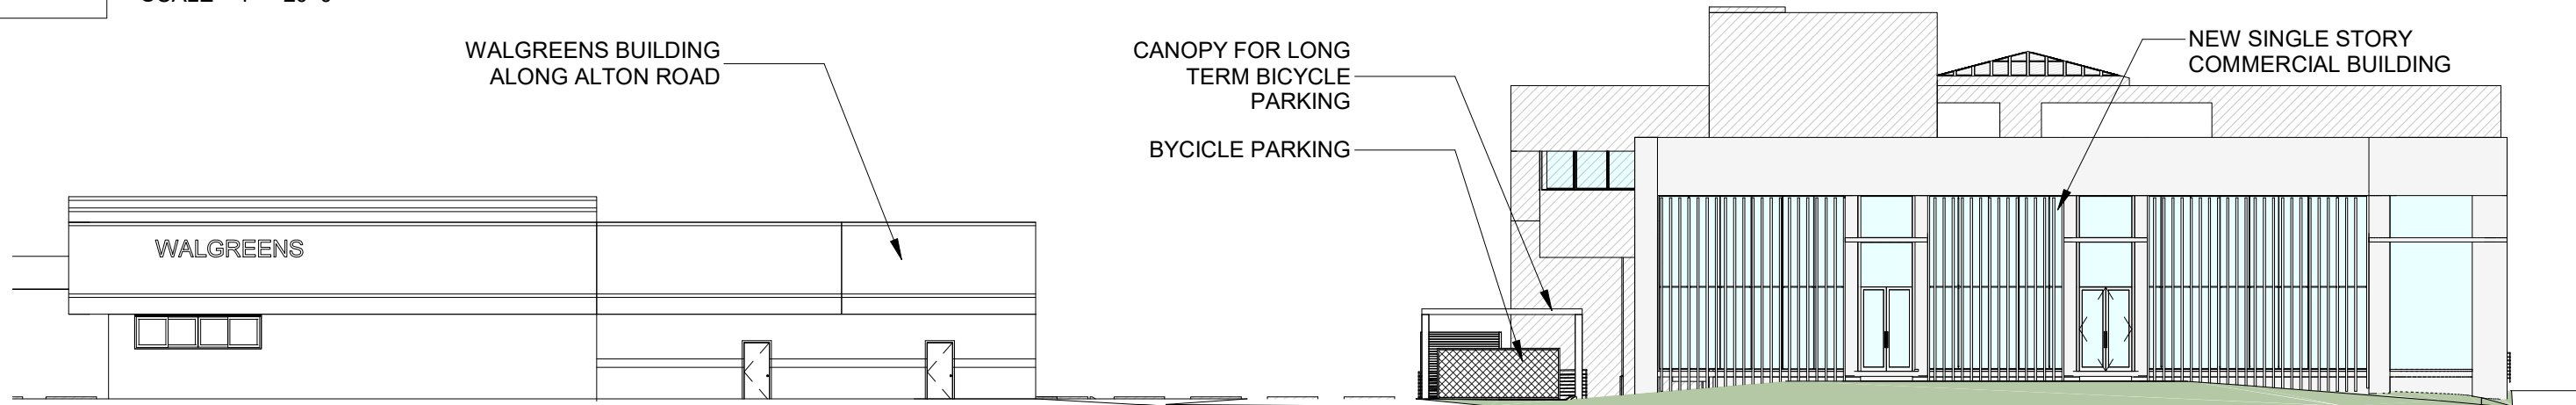 WALGREENS BUILDING
ALONG ALTON ROAD
CANOPY FOR LONG
TERM BICYCLE
PARKING
BYCICLE PARKING
NEW SINGLE STORY
COMMERCIAL BUILDING
WALGREENS